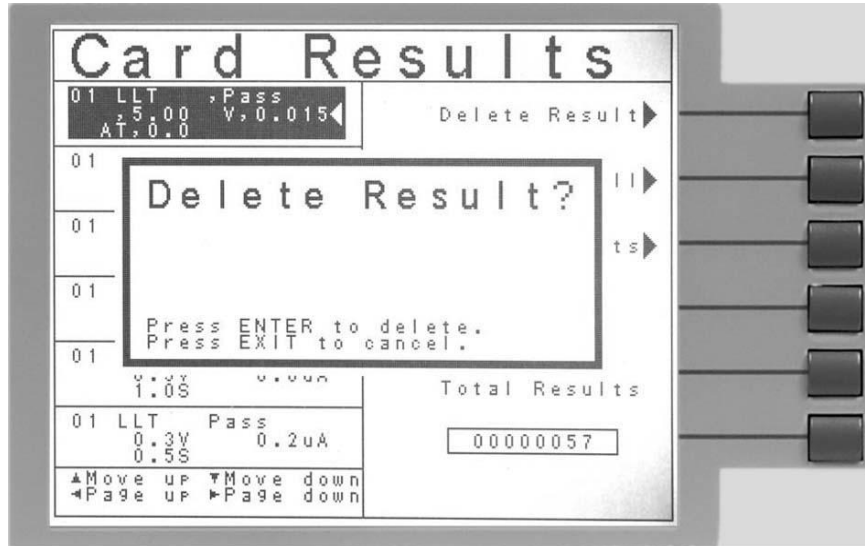 Card Results
01 LLT ,Pass
,5.00 V,0.015
AT,0.0
Delete Result
01
ll
01
ts
01
01
Delete Result?
Press ENTER to delete.
Press EXIT to cancel.
1.0S
Total Results
01 LLT Pass
0.3V 0.2uA
0.5S
00000057
▲Move up ▼Move down
◄Page up ►Page down